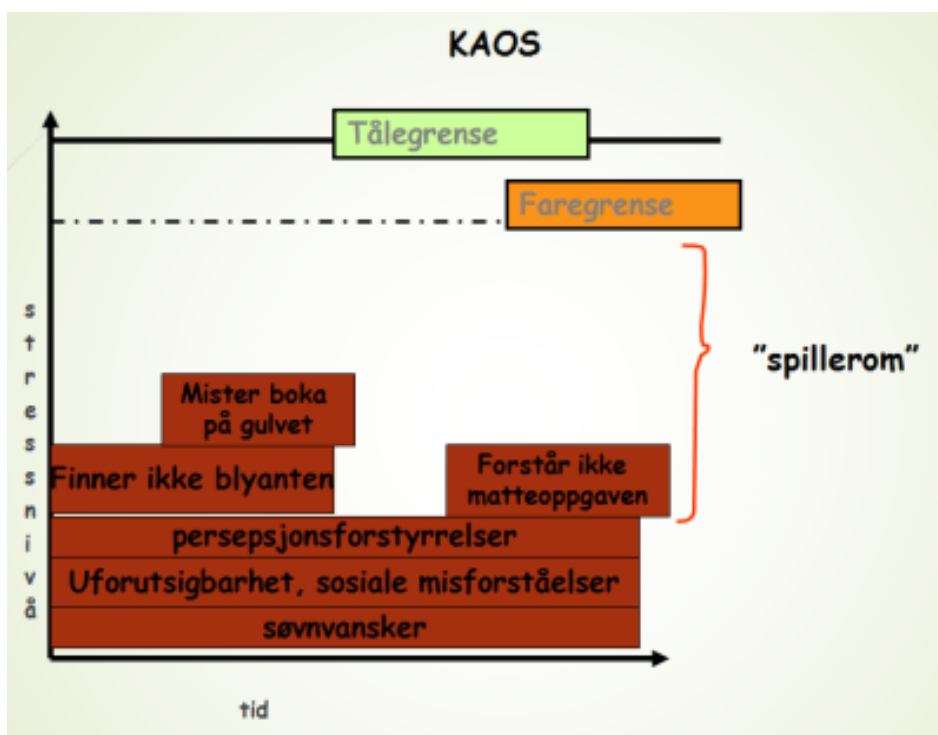 KAOS
Tålegrense
Faregrense
stressnivå
"spillerom"
Mister boka
på gulvet
Finner ikke blyanten
Forstår ikke
matteoppgaven
persepsjonsforstyrrelser
Uforutsigbarhet, sosiale misforståelser
søvnvansker
tid